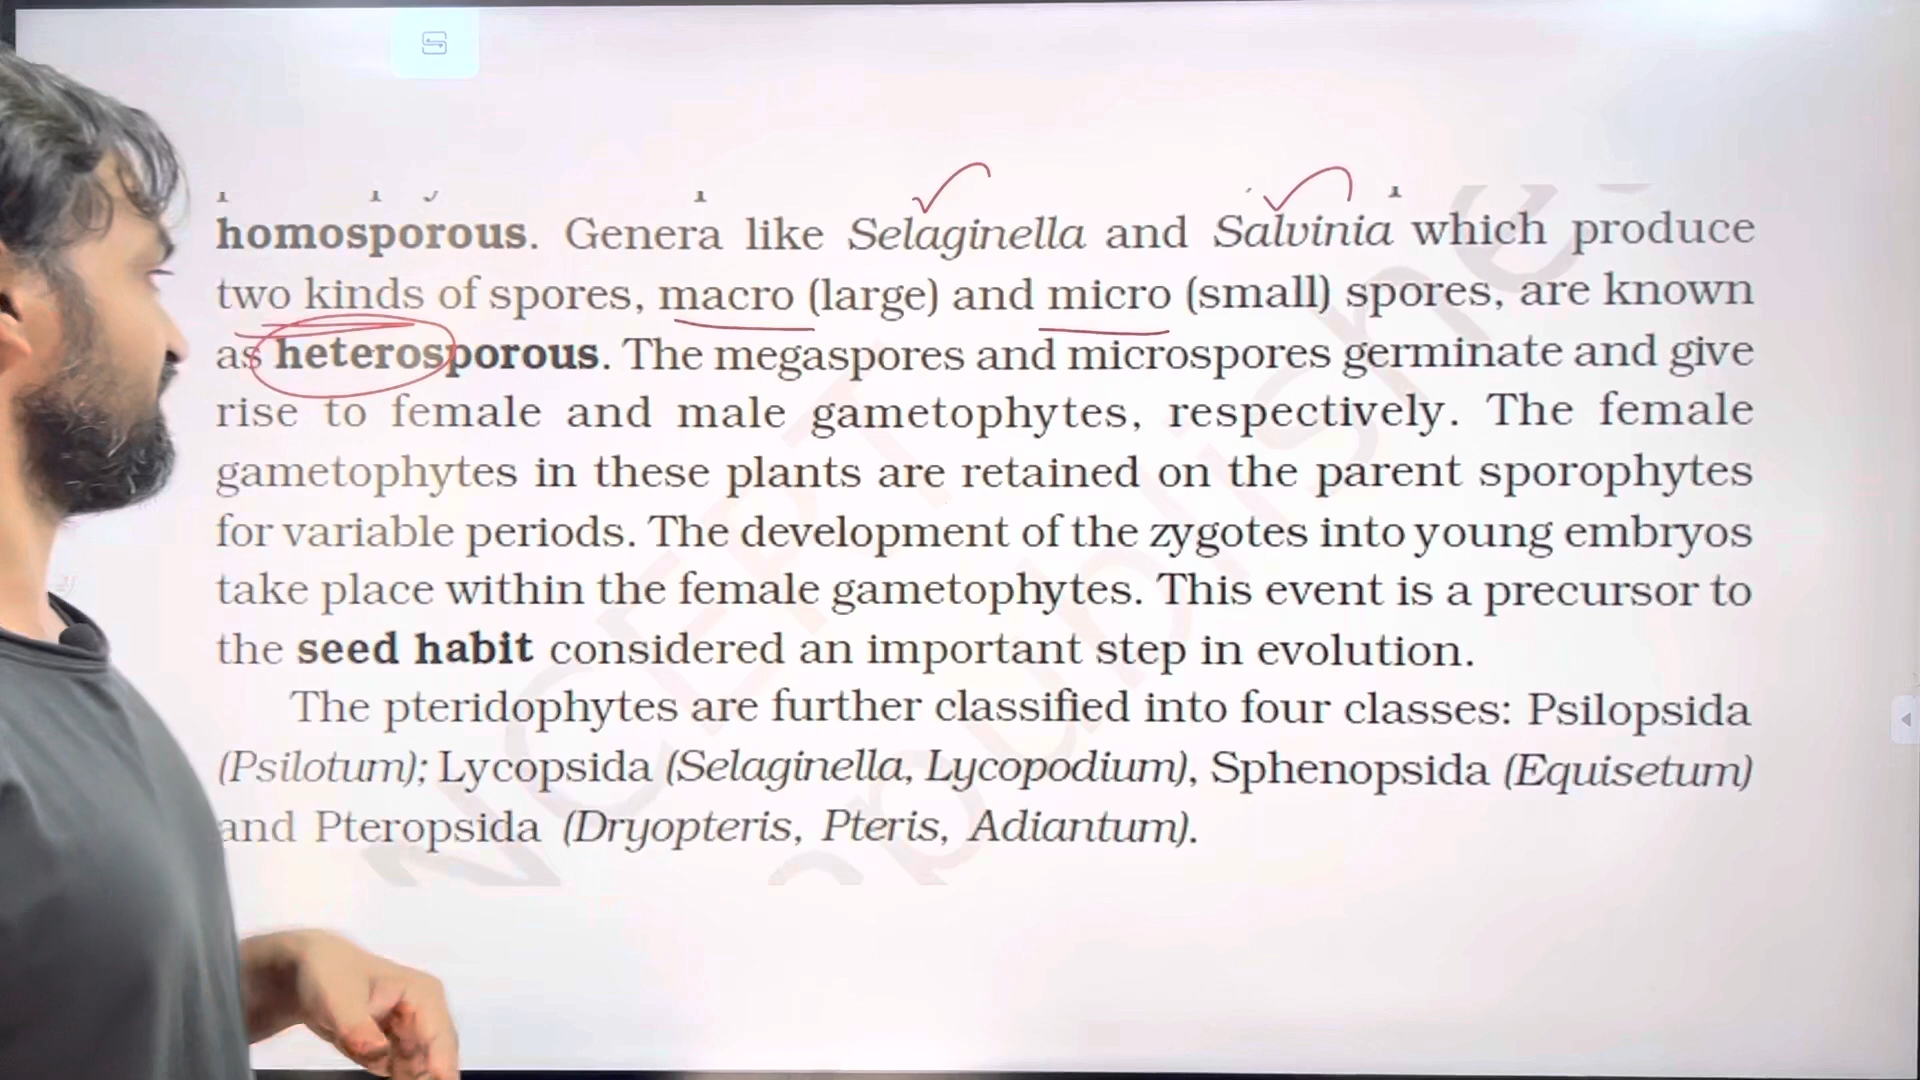 homosporous. Genera like Selaginella and Salvinia which produce
two kinds of spores, macro (large) and micro (small) spores, are known
as heterosporous. The megaspores and microspores germinate and give
rise to female and male gametophytes, respectively. The female
gametophytes in these plants are retained on the parent sporophytes
for variable periods. The development of the zygotes into young embryos
take place within the female gametophytes. This event is a precursor to
the seed habit considered an important step in evolution.
The pteridophytes are further classified into four classes: Psilopsida
(Psilotum); Lycopsida (Selaginella, Lycopodium), Sphenopsida (Equisetum)
and Pteropsida (Dryopteris, Pteris, Adiantum).